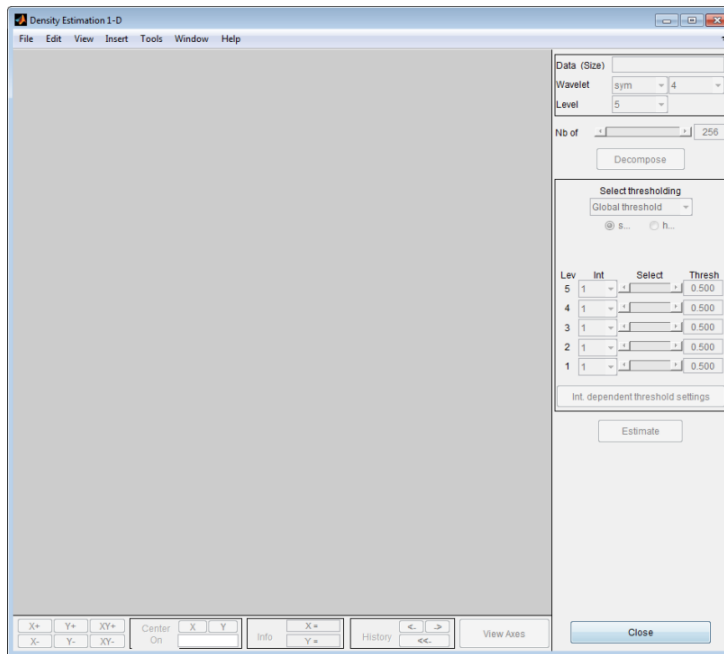 Density Estimation 1-D
File Edit View Insert Tools Window Help
Data (Size)
Wavelet sym 4
Level 5
Nb of 256
Decompose
Select thresholding
Global threshold
s... h...
Lev Int Select Thresh
5 1 0.500
4 1 0.500
3 1 0.500
2 1 0.500
1 1 0.500
Int. dependent threshold settings
Estimate
X+ Y+ XY+ Center X Y Info X = History <- -> View Axes
X- Y- XY- On Y = <<-
Close